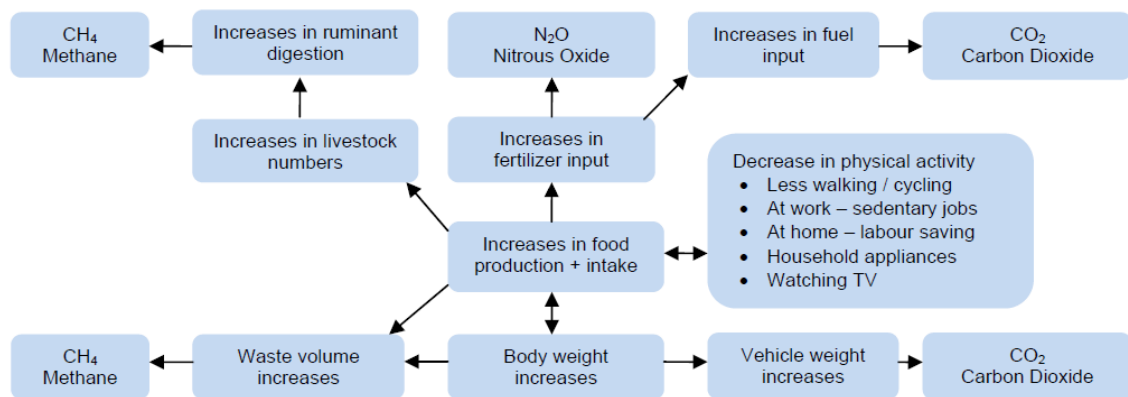 CH₄
Methane
Increases in ruminant
digestion
N₂O
Nitrous Oxide
Increases in fuel
input
CO₂
Carbon Dioxide
Increases in livestock
numbers
Increases in
fertilizer input
Decrease in physical activity
• Less walking / cycling
• At work – sedentary jobs
• At home – labour saving
• Household appliances
• Watching TV
Increases in food
production + intake
CH₄
Methane
Waste volume
increases
Body weight
increases
Vehicle weight
increases
CO₂
Carbon Dioxide